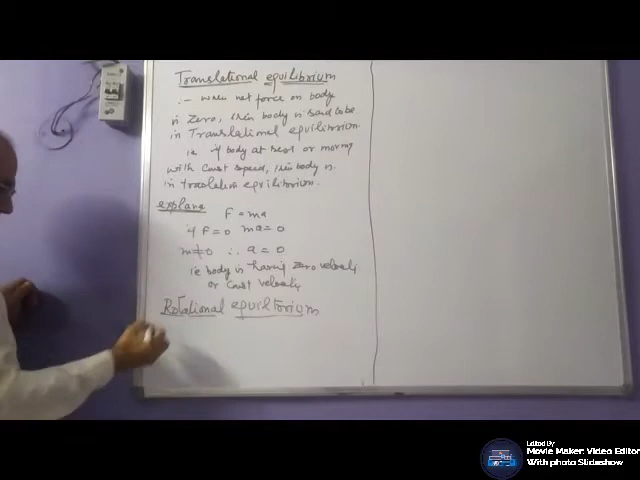 Translational equilibrium
:- when net force on body
is zero, then body is said to be
in Translational equilibrium
ie if body at rest or moving
with const speed, then body is
in translation equilibrium.
explana
F = ma
if F = 0 ma = 0
m ≠ 0 ∴ a = 0
ie body is having zero velocity
or const velocity
Rotational equilibrium
Edited By
Movie Maker: Video Editor
With photo Slideshow